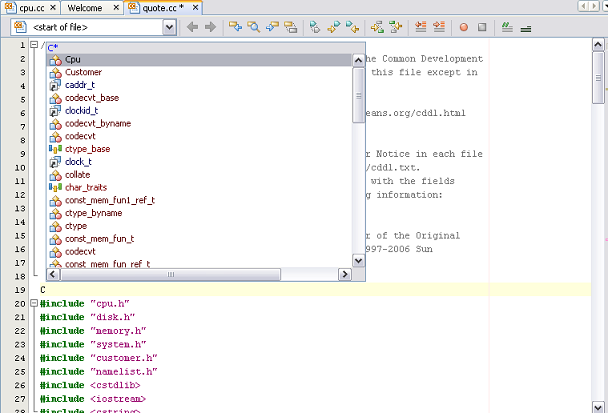 cpu.cc
Welcome
quote.cc *
<start of file>
1
/
C*
2
he Common Development
Cpu
3
this file except in
Customer
4
caddr_t
5
codecvt_base
6
eans.org/cddl.html
clockid_t
7
codecvt_byname
8
codecvt
9
r Notice in each file
ctype_base
10
/cddl.txt.
clock_t
11
with the fields
collate
12
g information:
char_traits
13
const_mem_fun1_ref_t
14
ctype_byname
15
r of the Original
ctype
16
997-2006 Sun
const_mem_fun_t
17
codecvt
const_mem_fun_ref_t
18
19 C
20 #include "cpu.h"
21 #include "disk.h"
22 #include "memory.h"
23 #include "system.h"
24 #include "customer.h"
25 #include "namelist.h"
26 #include <cstdlib>
27 #include <iostream>
28 #include <cstring>